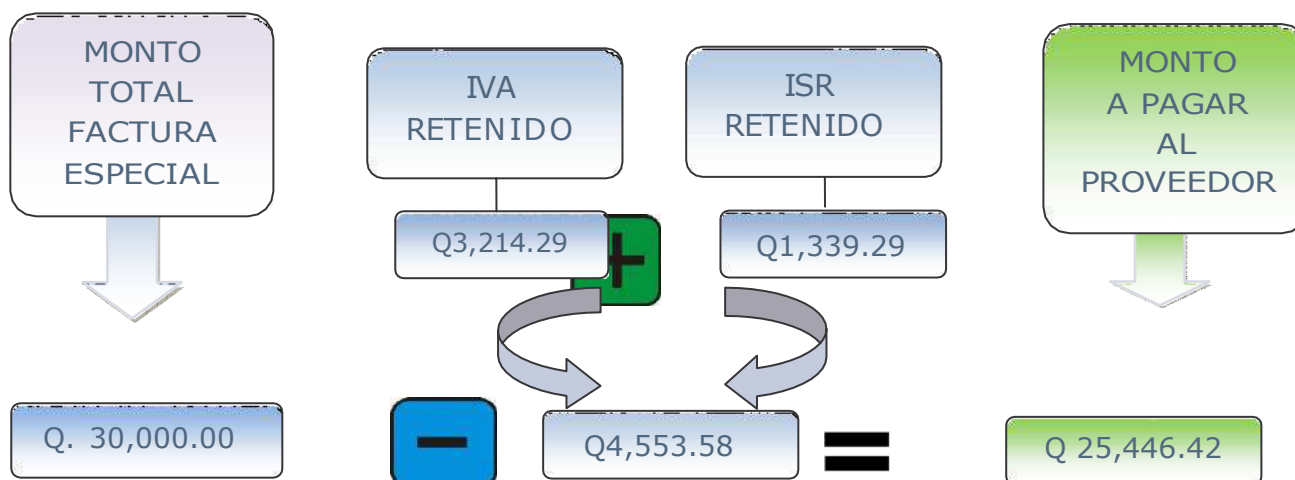 MONTO
TOTAL
FACTURA
ESPECIAL
IVA
RETENIDO
ISR
RETENIDO
MONTO
A PAGAR
AL
PROVEEDOR
Q3,214.29
+
Q1,339.29
Q. 30,000.00
−
Q4,553.58
=
Q 25,446.42